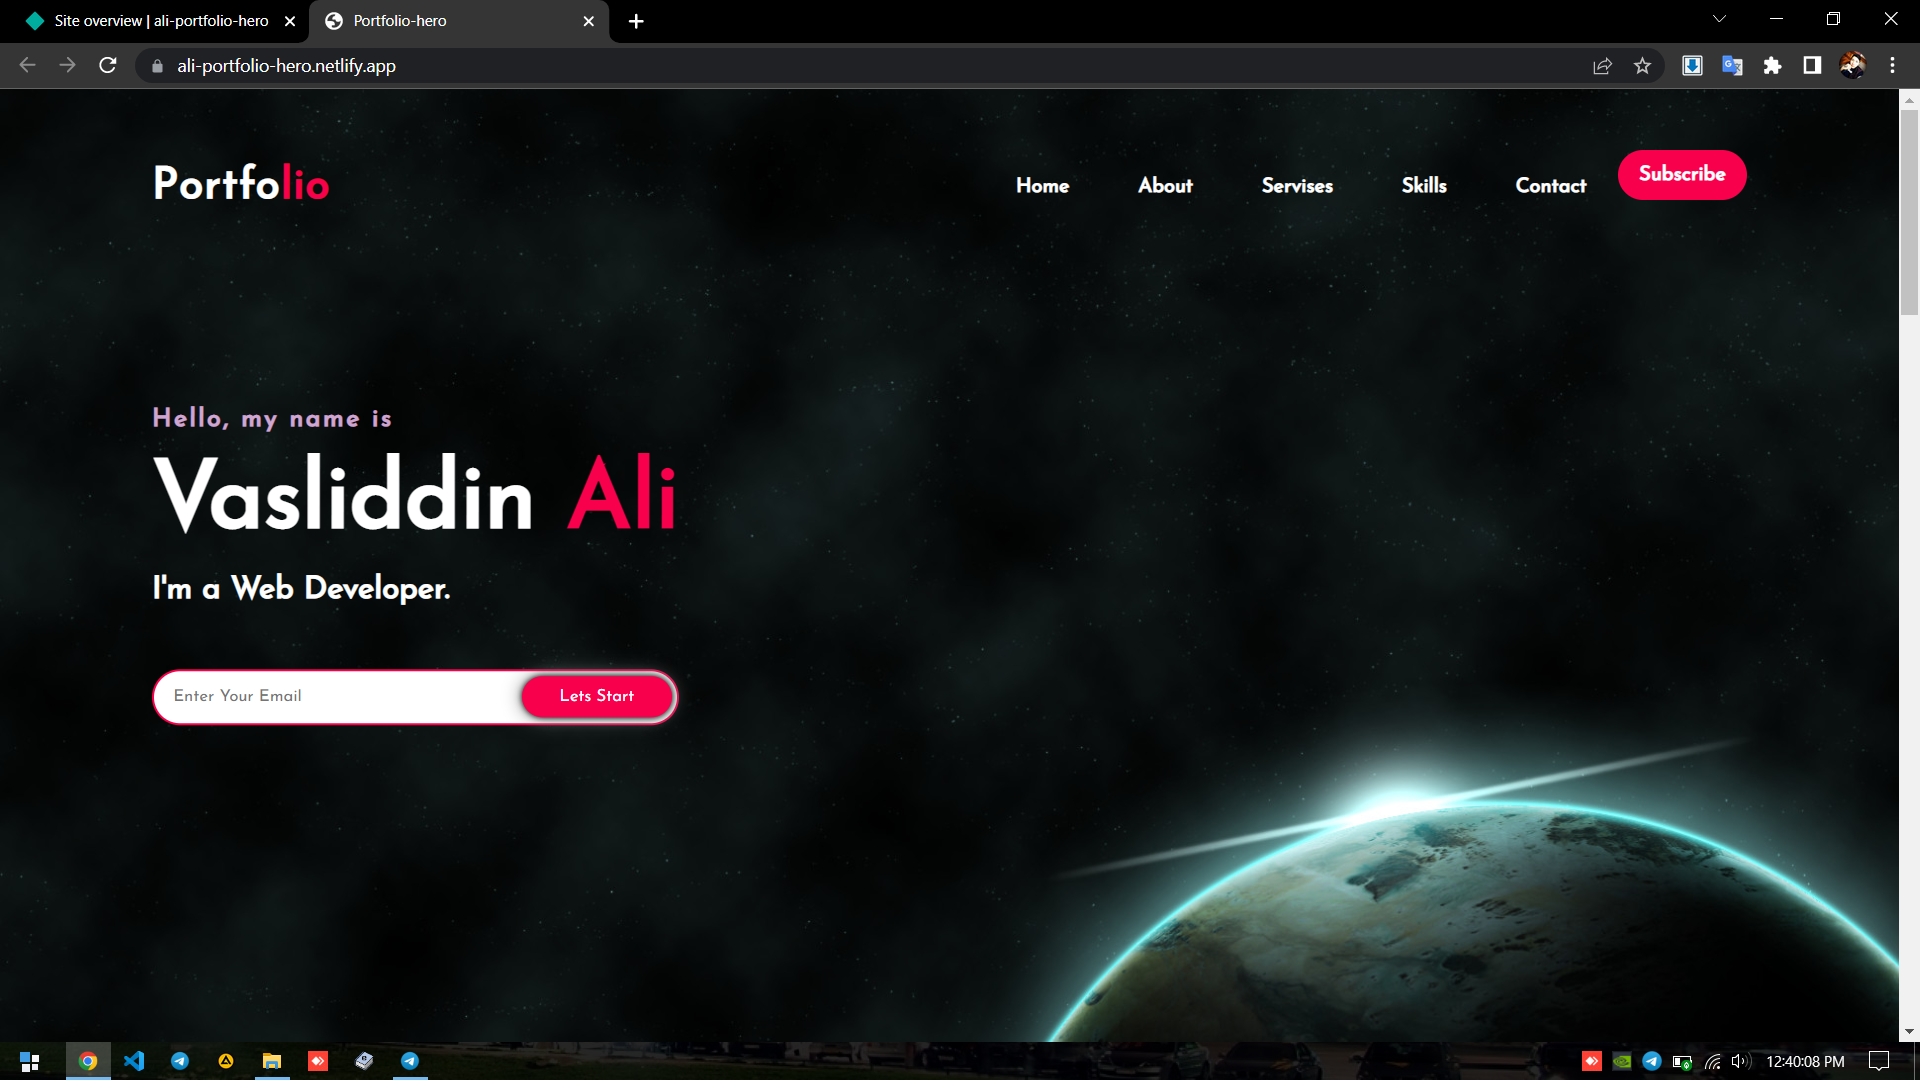 Site overview | ali-portfolio-hero
Portfolio-hero
ali-portfolio-hero.netlify.app
Portfolio
Home About Servises Skills Contact Subscribe
Hello, my name is
Vasliddin Ali
I'm a Web Developer.
Enter Your Email Lets Start
12:40:08 PM